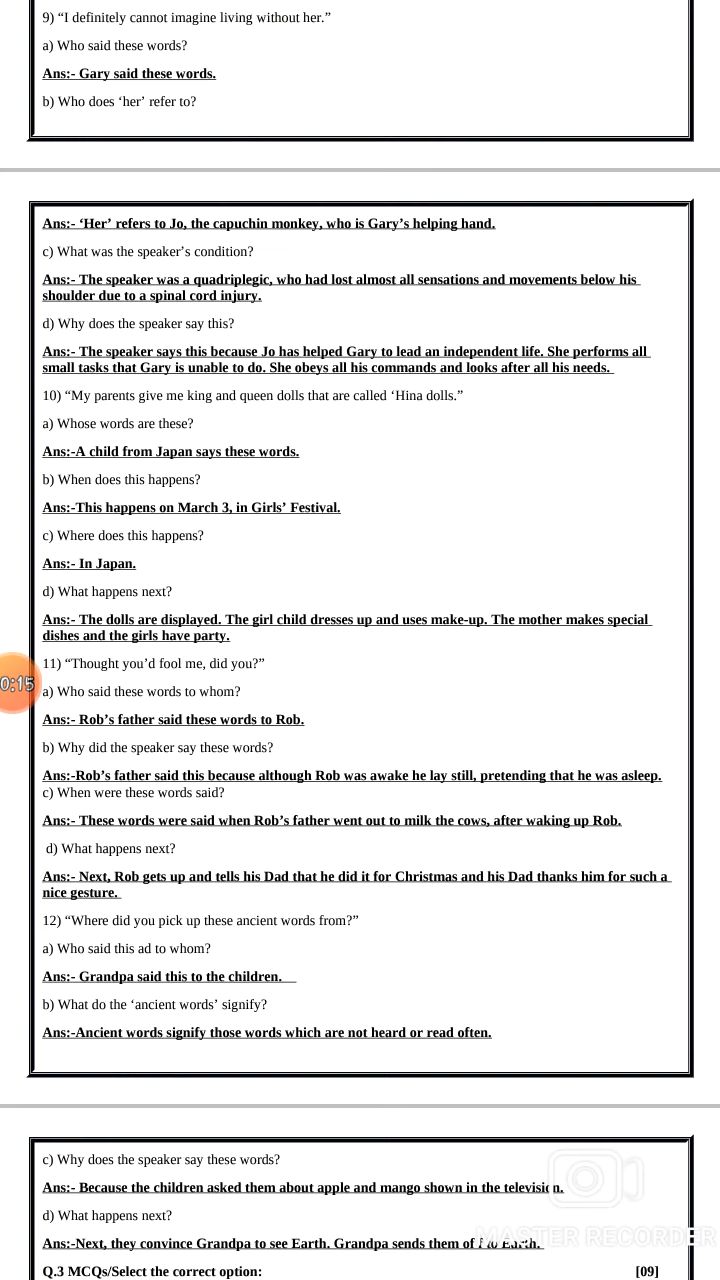 9) “I definitely cannot imagine living without her.”
a) Who said these words?
Ans:- Gary said these words.
b) Who does ‘her’ refer to?
Ans:- ‘Her’ refers to Jo, the capuchin monkey, who is Gary’s helping hand.
c) What was the speaker’s condition?
Ans:- The speaker was a quadriplegic, who had lost almost all sensations and movements below his
shoulder due to a spinal cord injury.
d) Why does the speaker say this?
Ans:- The speaker says this because Jo has helped Gary to lead an independent life. She performs all
small tasks that Gary is unable to do. She obeys all his commands and looks after all his needs.
10) “My parents give me king and queen dolls that are called ‘Hina dolls.”
a) Whose words are these?
Ans:-A child from Japan says these words.
b) When does this happens?
Ans:-This happens on March 3, in Girls’ Festival.
c) Where does this happens?
Ans:- In Japan.
d) What happens next?
Ans:- The dolls are displayed. The girl child dresses up and uses make-up. The mother makes special
dishes and the girls have party.
11) “Thought you’d fool me, did you?”
0:15
a) Who said these words to whom?
Ans:- Rob’s father said these words to Rob.
b) Why did the speaker say these words?
Ans:-Rob’s father said this because although Rob was awake he lay still, pretending that he was asleep.
c) When were these words said?
Ans:- These words were said when Rob’s father went out to milk the cows, after waking up Rob.
d) What happens next?
Ans:- Next, Rob gets up and tells his Dad that he did it for Christmas and his Dad thanks him for such a
nice gesture.
12) “Where did you pick up these ancient words from?”
a) Who said this ad to whom?
Ans:- Grandpa said this to the children.
b) What do the ‘ancient words’ signify?
Ans:-Ancient words signify those words which are not heard or read often.
c) Why does the speaker say these words?
Ans:- Because the children asked them about apple and mango shown in the television.
d) What happens next?
Ans:-Next, they convince Grandpa to see Earth. Grandpa sends them off to Earth.
MASTER RECORDER
Q.3 MCQs/Select the correct option: [09]